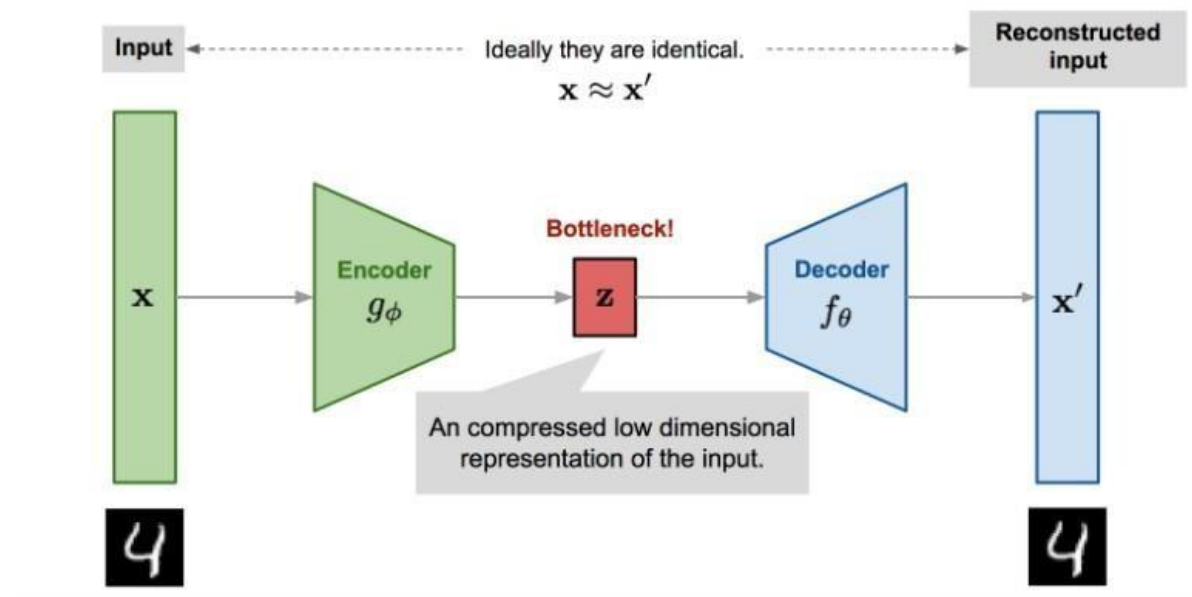 Input
Ideally they are identical.
x ≈ x′
Reconstructed
input
x
Encoder
gϕ
Bottleneck!
z
Decoder
fθ
x′
An compressed low dimensional
representation of the input.
4
4